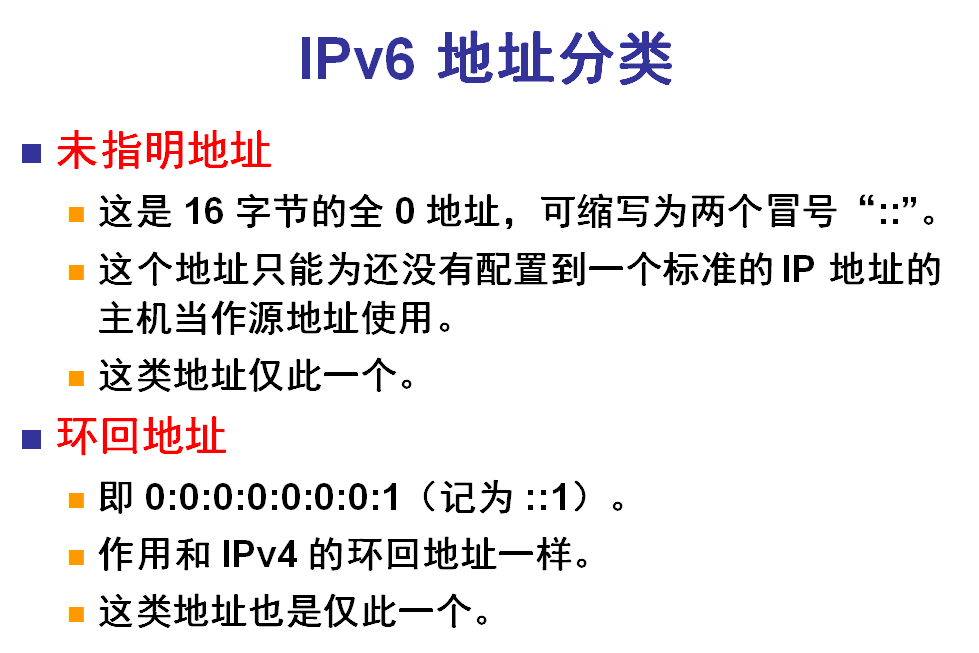 IPv6 地址分类
未指明地址
这是 16 字节的全 0 地址，可缩写为两个冒号“::”。
这个地址只能为还没有配置到一个标准的 IP 地址的
主机当作源地址使用。
这类地址仅此一个。
环回地址
即 0:0:0:0:0:0:0:1（记为 ::1）。
作用和 IPv4 的环回地址一样。
这类地址也是仅此一个。